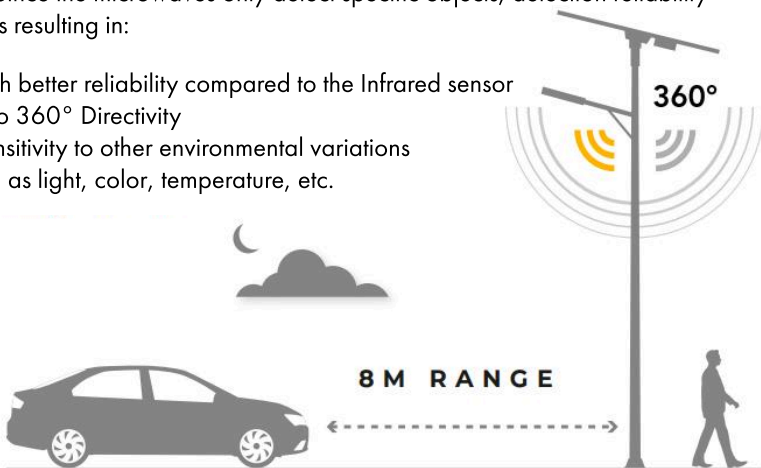 the microwaves only detect specific objects, detection reliability
s resulting in:
h better reliability compared to the Infrared sensor
o 360° Directivity
nsitivity to other environmental variations
as light, color, temperature, etc.
360°
8M RANGE